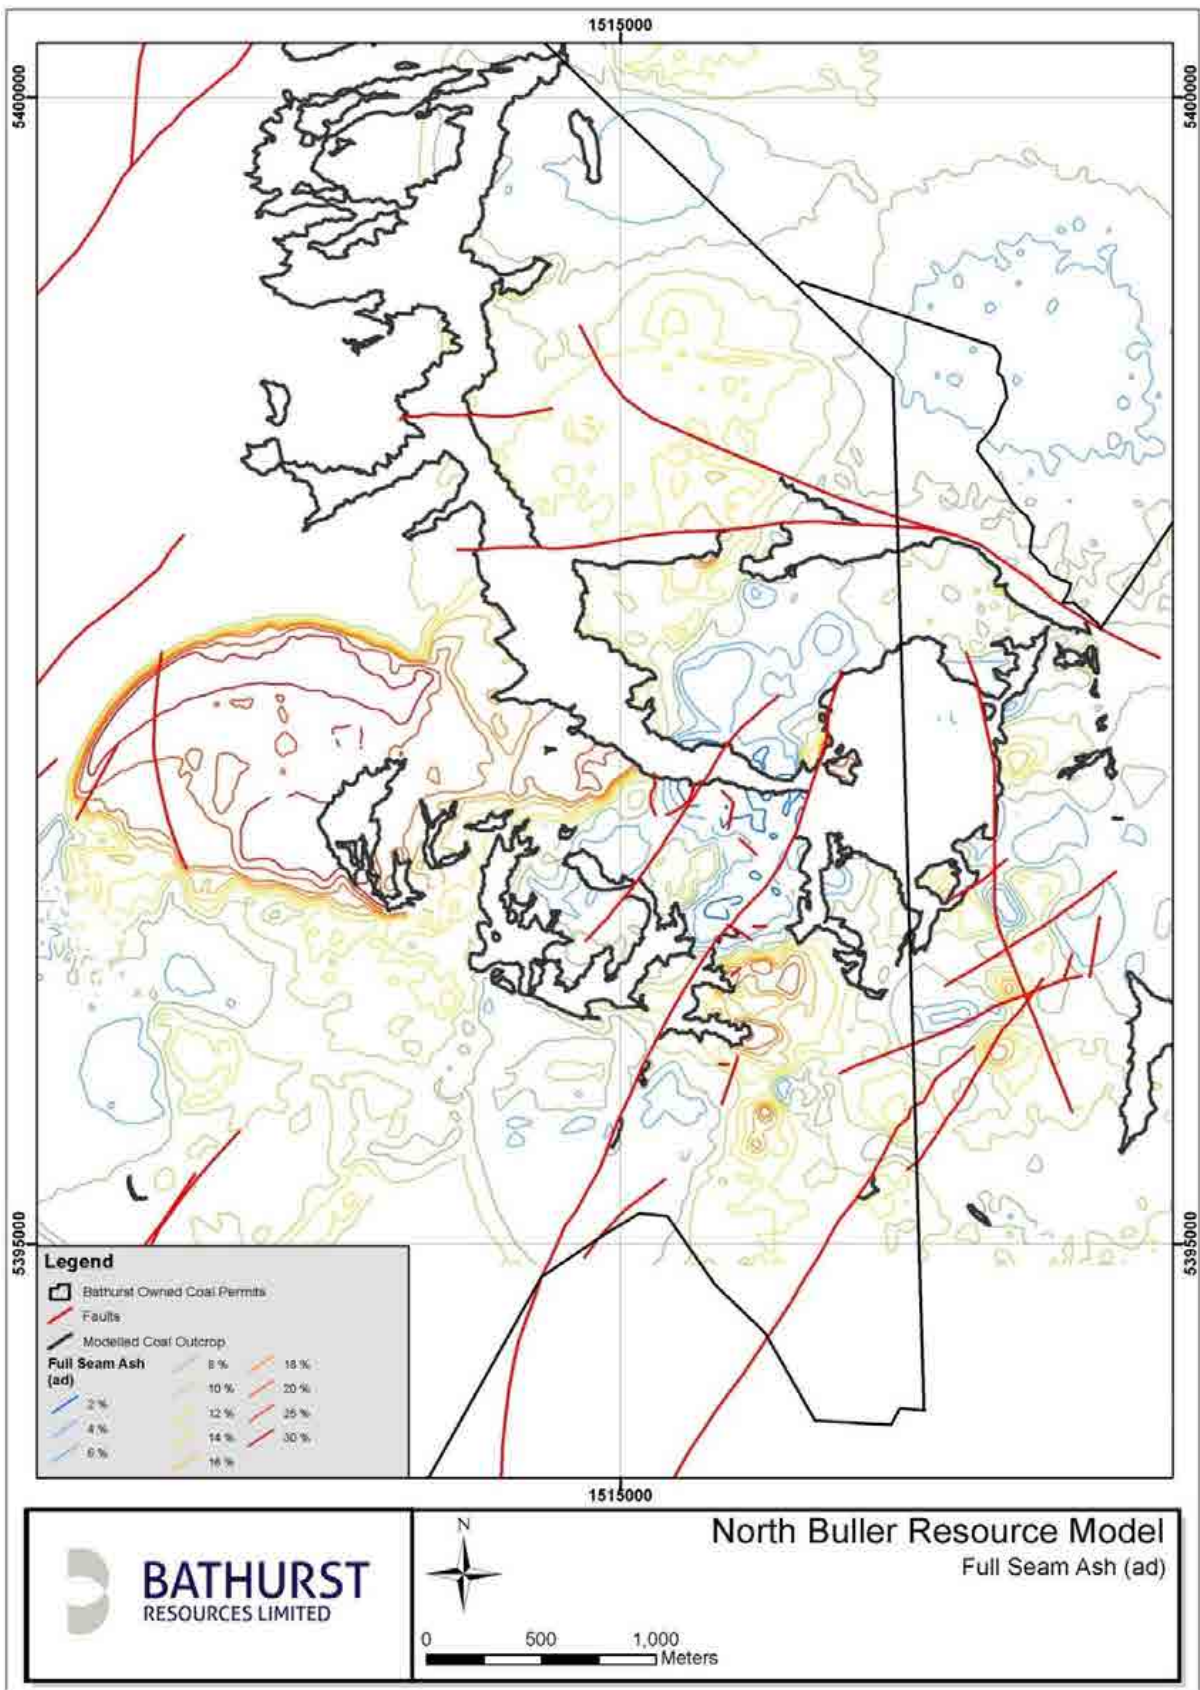 1515000
5400000
5400000
5395000
5395000
Legend
Bathurst Owned Coal Permits
Faults
Modelled Coal Outcrop
Full Seam Ash
(ad)
2 %
4 %
6 %
8 %
10 %
12 %
14 %
16 %
18 %
20 %
25 %
30 %
1515000
BATHURST
RESOURCES LIMITED
N
0 500 1,000
Meters
North Buller Resource Model
Full Seam Ash (ad)